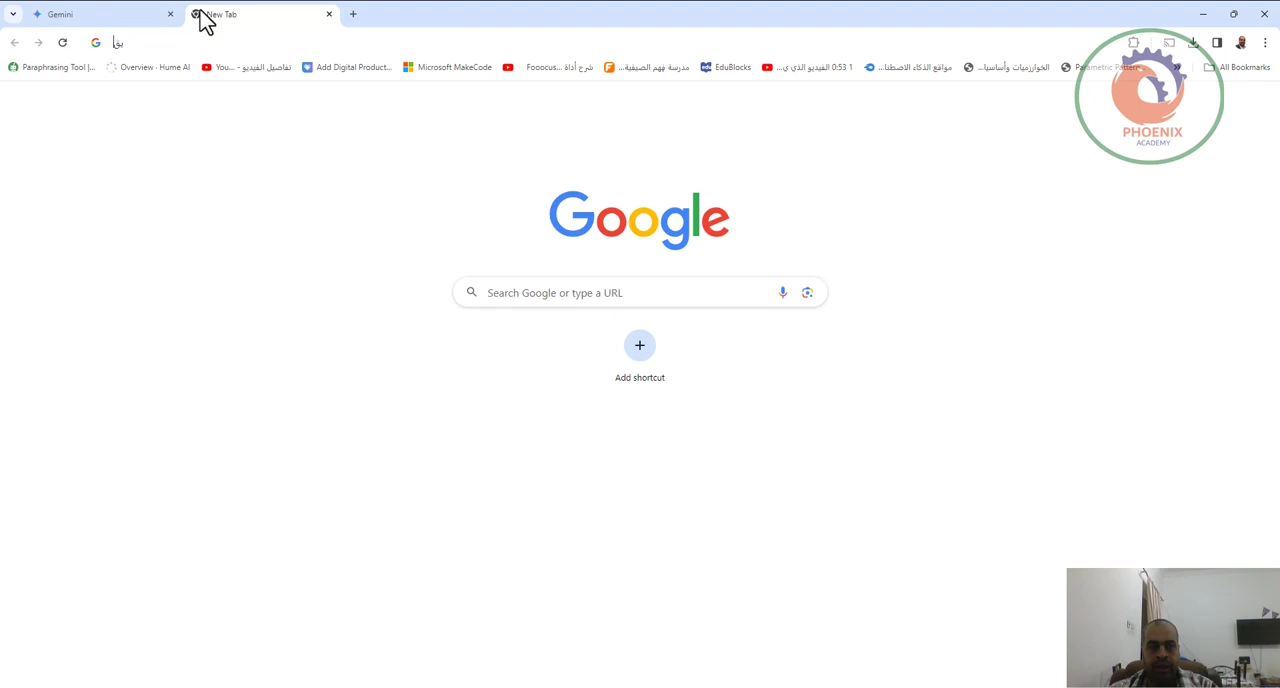 Gemini
New Tab
يق
Paraphrasing Tool |...
Overview · Hume AI
You... - تفاصيل الفيديو
Add Digital Product...
Microsoft MakeCode
Fooocus... شرح أداة
مدرسة فهم الصيفية...
EduBlocks
0:53 الفيديو الذي ي... 1
مواقع الذكاء الاصطنا...
الخوارزميات وأساسيا...
Parametric Pattern
All Bookmarks
PHOENIX
ACADEMY
Google
Search Google or type a URL
Add shortcut